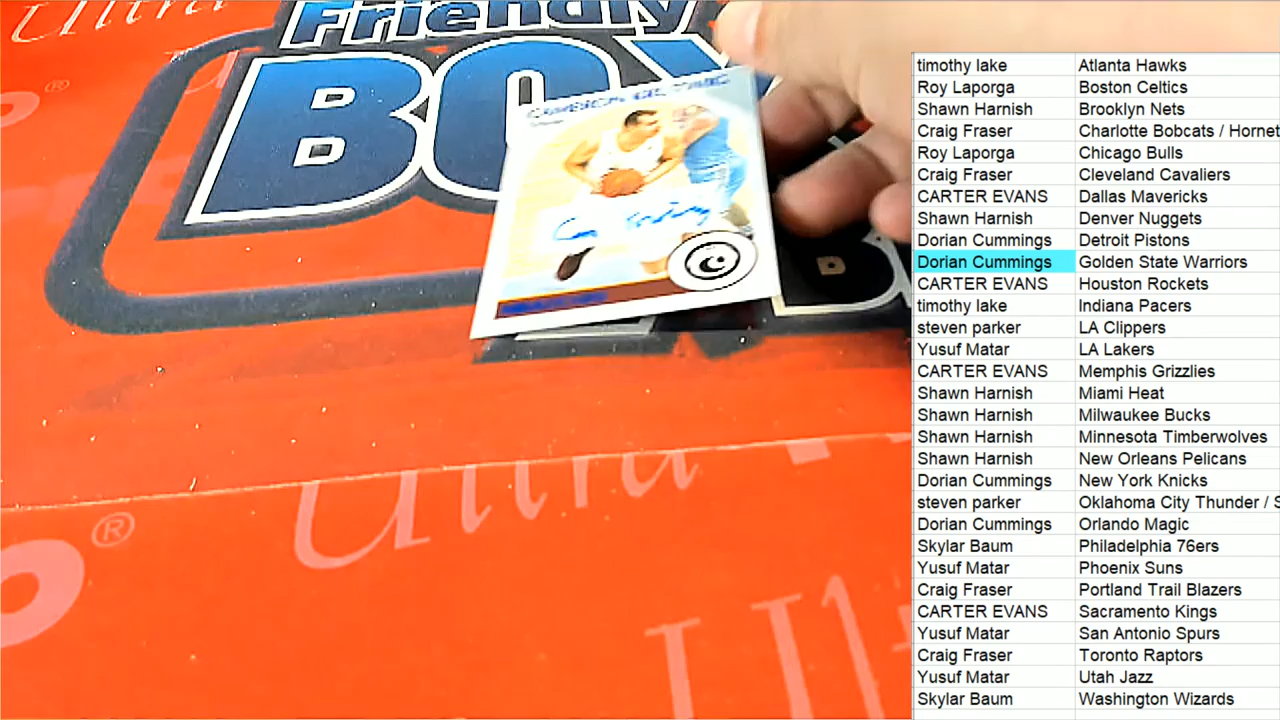 Friendly
BOX
Ultra
®
Ultra
®
timothy lake Atlanta Hawks
Roy Laporga Boston Celtics
Shawn Harnish Brooklyn Nets
Craig Fraser Charlotte Bobcats / Hornet
Roy Laporga Chicago Bulls
Craig Fraser Cleveland Cavaliers
CARTER EVANS Dallas Mavericks
Shawn Harnish Denver Nuggets
Dorian Cummings Detroit Pistons
Dorian Cummings Golden State Warriors
CARTER EVANS Houston Rockets
timothy lake Indiana Pacers
steven parker LA Clippers
Yusuf Matar LA Lakers
CARTER EVANS Memphis Grizzlies
Shawn Harnish Miami Heat
Shawn Harnish Milwaukee Bucks
Shawn Harnish Minnesota Timberwolves
Shawn Harnish New Orleans Pelicans
Dorian Cummings New York Knicks
steven parker Oklahoma City Thunder / S
Dorian Cummings Orlando Magic
Skylar Baum Philadelphia 76ers
Yusuf Matar Phoenix Suns
Craig Fraser Portland Trail Blazers
CARTER EVANS Sacramento Kings
Yusuf Matar San Antonio Spurs
Craig Fraser Toronto Raptors
Yusuf Matar Utah Jazz
Skylar Baum Washington Wizards